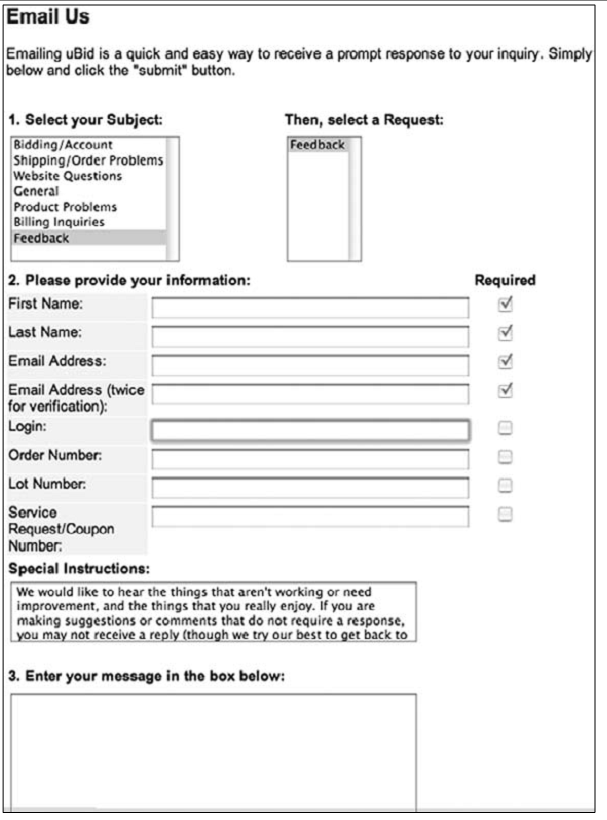 Email Us
Emailing uBid is a quick and easy way to receive a prompt response to your inquiry. Simply
below and click the "submit" button.
1. Select your Subject:
Then, select a Request:
Bidding/Account
Shipping/Order Problems
Website Questions
General
Product Problems
Billing Inquiries
Feedback
Feedback
2. Please provide your information:
Required
First Name:
Last Name:
Email Address:
Email Address (twice
for verification):
Login:
Order Number:
Lot Number:
Service
Request/Coupon
Number:
Special Instructions:
We would like to hear the things that aren't working or need
improvement, and the things that you really enjoy. If you are
making suggestions or comments that do not require a response,
you may not receive a reply (though we try our best to get back to
3. Enter your message in the box below: